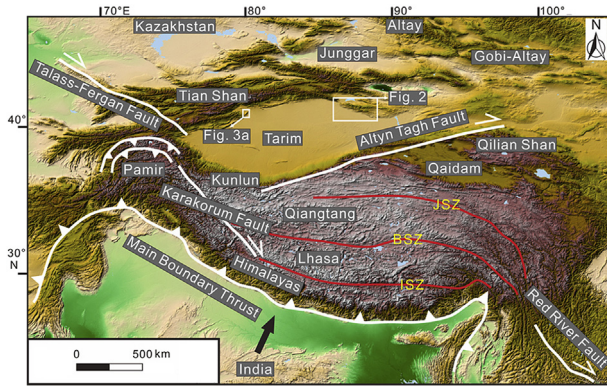 70°E
80
90
100°
Kazakhstan
Altay
N
Junggar
Gobi-Altay
Talass-Fergan Fault
Tian Shan
Fig. 2
40°
Fig. 3a
Tarim
Altyn Tagh Fault
Qilian Shan
Pamir
Kunlun
Qaidam
Karakorum Fault
Qiangtang
JSZ
BSZ
30°
N
Himalayas
Lhasa
ISZ
Main Boundary Thrust
Red River Fault
0
500 km
India